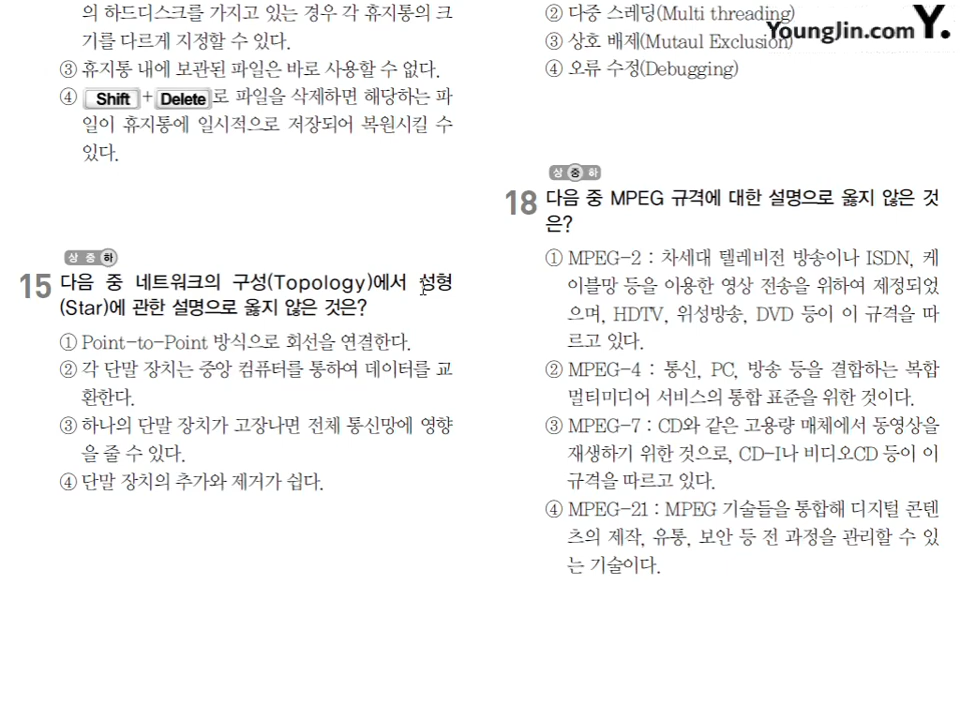 의 하드디스크를 가지고 있는 경우 각 휴지통의 크
기를 다르게 지정할 수 있다.
③ 휴지통 내에 보관된 파일은 바로 사용할 수 없다.
④ Shift + Delete 로 파일을 삭제하면 해당하는 파
일이 휴지통에 일시적으로 저장되어 복원시킬 수
있다.
상 중 하
15 다음 중 네트워크의 구성(Topology)에서 성형
(Star)에 관한 설명으로 옳지 않은 것은?
① Point-to-Point 방식으로 회선을 연결한다.
② 각 단말 장치는 중앙 컴퓨터를 통하여 데이터를 교
환한다.
③ 하나의 단말 장치가 고장나면 전체 통신망에 영향
을 줄 수 있다.
④ 단말 장치의 추가와 제거가 쉽다.
② 다중 스레딩(Multi threading)
YoungJin.com Y.
③ 상호 배제(Mutaul Exclusion)
④ 오류 수정(Debugging)
상 중 하
18 다음 중 MPEG 규격에 대한 설명으로 옳지 않은 것
은?
① MPEG-2 : 차세대 텔레비전 방송이나 ISDN, 케
이블망 등을 이용한 영상 전송을 위하여 제정되었
으며, HDTV, 위성방송, DVD 등이 이 규격을 따
르고 있다.
② MPEG-4 : 통신, PC, 방송 등을 결합하는 복합
멀티미디어 서비스의 통합 표준을 위한 것이다.
③ MPEG-7 : CD와 같은 고용량 매체에서 동영상을
재생하기 위한 것으로, CD-I나 비디오CD 등이 이
규격을 따르고 있다.
④ MPEG-21 : MPEG 기술들을 통합해 디지털 콘텐
츠의 제작, 유통, 보안 등 전 과정을 관리할 수 있
는 기술이다.